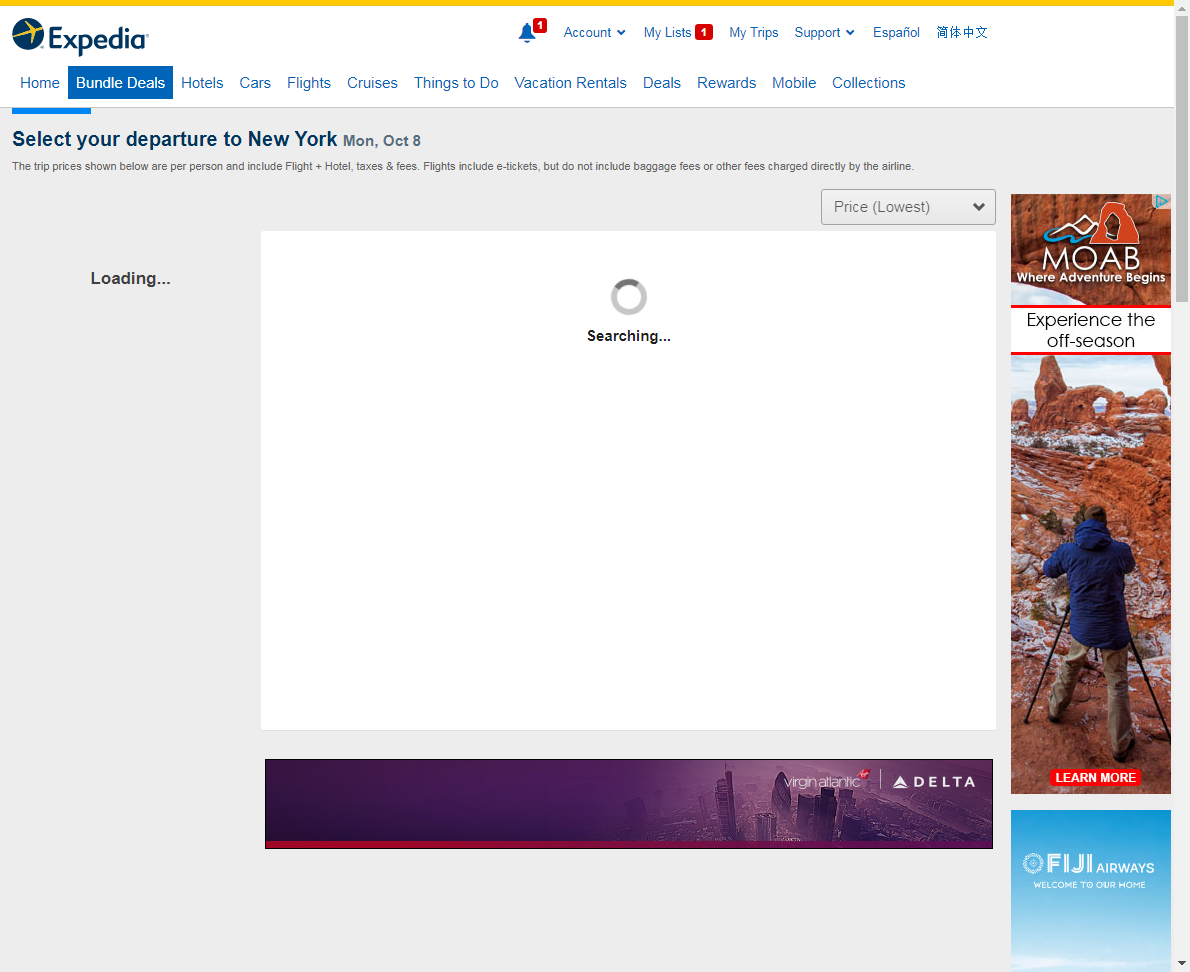 Expedia
1
Account
My Lists 1
My Trips
Support
Español
简体中文
Home
Bundle Deals
Hotels
Cars
Flights
Cruises
Things to Do
Vacation Rentals
Deals
Rewards
Mobile
Collections
Select your departure to New York Mon, Oct 8
The trip prices shown below are per person and include Flight + Hotel, taxes & fees. Flights include e-tickets, but do not include baggage fees or other fees charged directly by the airline.
Price (Lowest)
Loading...
Searching...
MOAB
Where Adventure Begins
Experience the
off-season
LEARN MORE
virgin atlantic
DELTA
FIJI AIRWAYS
WELCOME TO OUR HOME